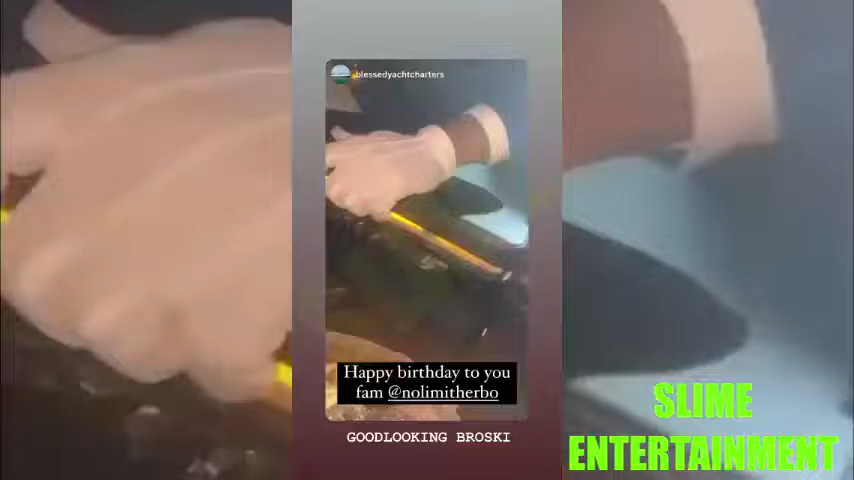 blessedyachtcharters
Happy birthday to you
fam @nolimitherbo
GOODLOOKING BROSKI
SLIME
ENTERTAINMENT